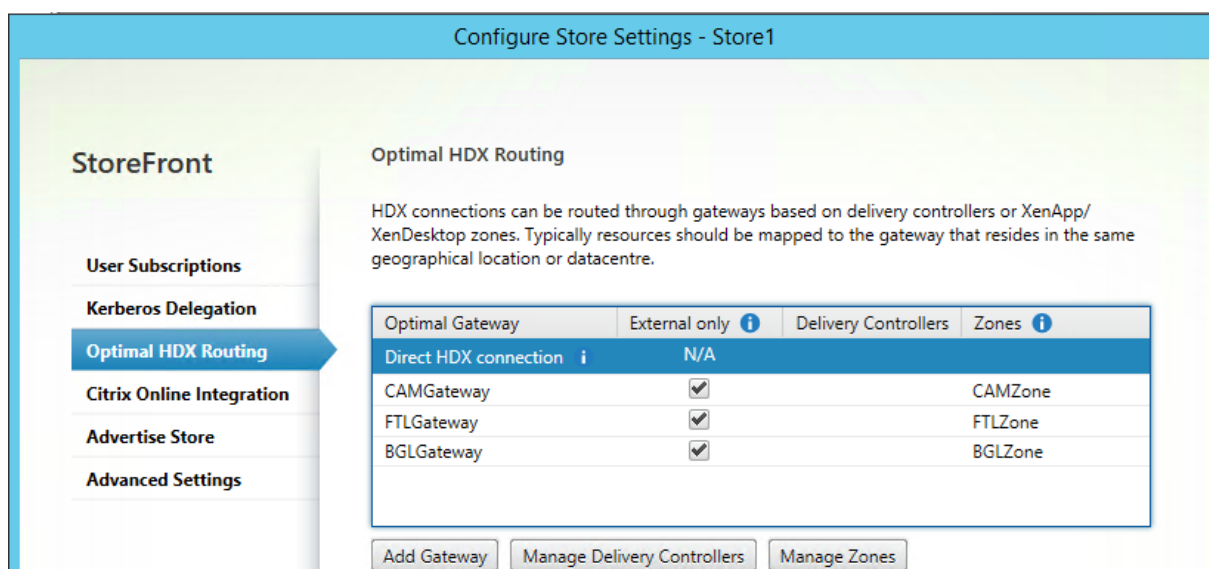 Configure Store Settings - Store1
StoreFront
User Subscriptions
Kerberos Delegation
Optimal HDX Routing
Citrix Online Integration
Advertise Store
Advanced Settings
Optimal HDX Routing
HDX connections can be routed through gateways based on delivery controllers or XenApp/
XenDesktop zones. Typically resources should be mapped to the gateway that resides in the same
geographical location or datacentre.
Optimal Gateway External only i Delivery Controllers Zones i
Direct HDX connection i N/A
CAMGateway CAMZone
FTLGateway FTLZone
BGLGateway BGLZone
Add Gateway Manage Delivery Controllers Manage Zones